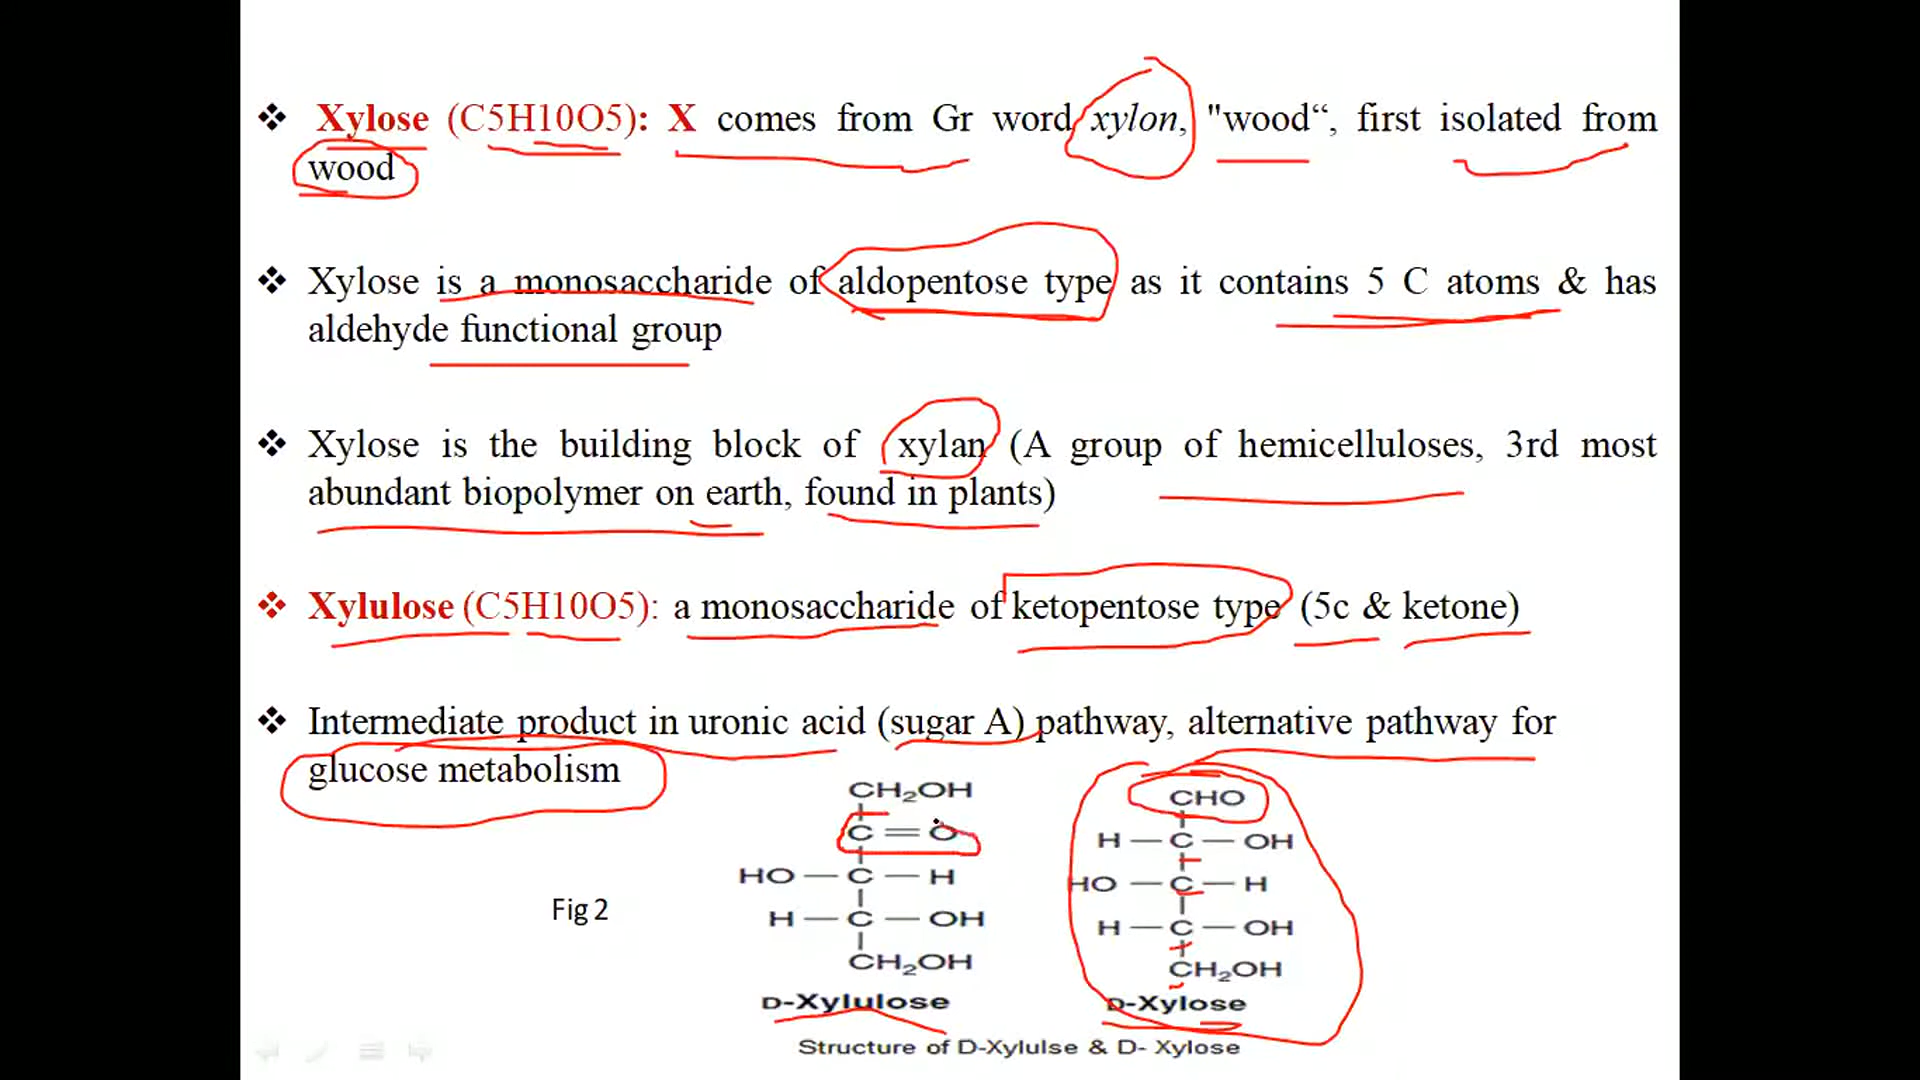 ❖ Xylose (C5H10O5): X comes from Gr word xylon, "wood“, first isolated from
wood
❖ Xylose is a monosaccharide of aldopentose type as it contains 5 C atoms & has
aldehyde functional group
❖ Xylose is the building block of xylan (A group of hemicelluloses, 3rd most
abundant biopolymer on earth, found in plants)
❖ Xylulose (C5H10O5): a monosaccharide of ketopentose type (5c & ketone)
❖ Intermediate product in uronic acid (sugar A) pathway, alternative pathway for
glucose metabolism
Fig 2
CH₂OH
C=O
HO—C—H
H—C—OH
CH₂OH
D-Xylulose
CHO
H—C—OH
HO—C—H
H—C—OH
CH₂OH
D-Xylose
Structure of D-Xylulse & D- Xylose